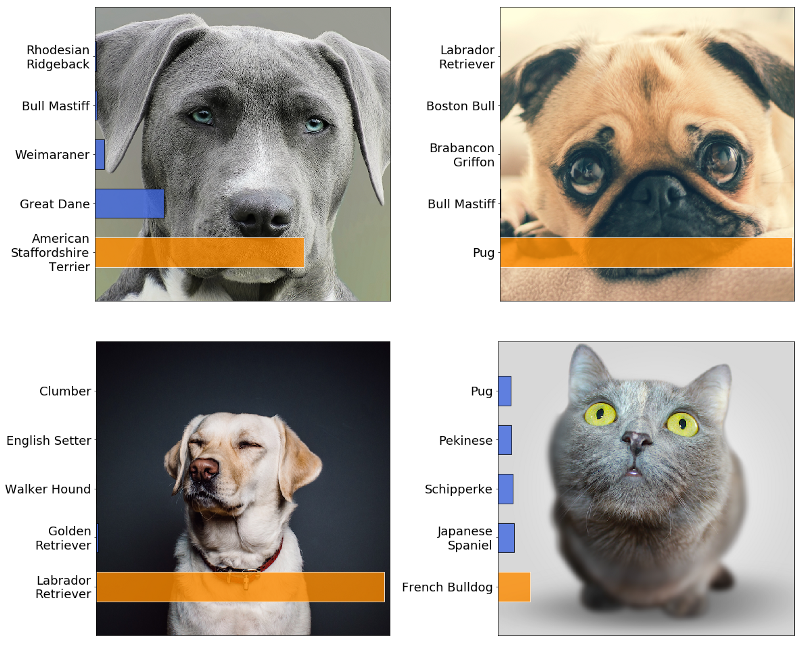 Rhodesian
Ridgeback
Bull Mastiff
Weimaraner
Great Dane
American
Staffordshire
Terrier
Labrador
Retriever
Boston Bull
Brabancon
Griffon
Bull Mastiff
Pug
Clumber
English Setter
Walker Hound
Golden
Retriever
Labrador
Retriever
Pug
Pekinese
Schipperke
Japanese
Spaniel
French Bulldog